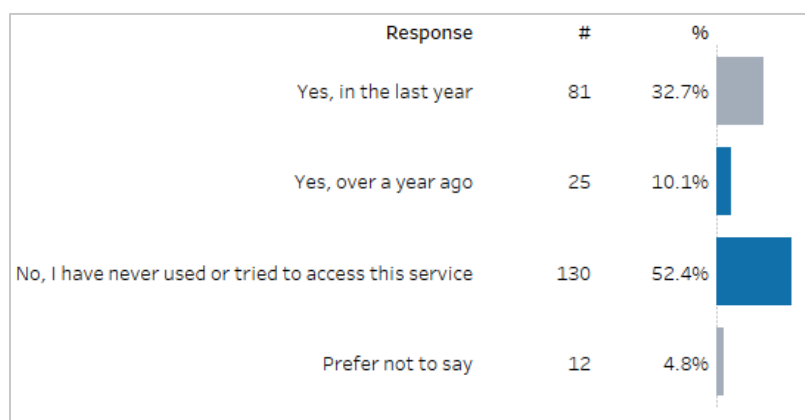 Response # %
Yes, in the last year 81 32.7%
Yes, over a year ago 25 10.1%
No, I have never used or tried to access this service 130 52.4%
Prefer not to say 12 4.8%